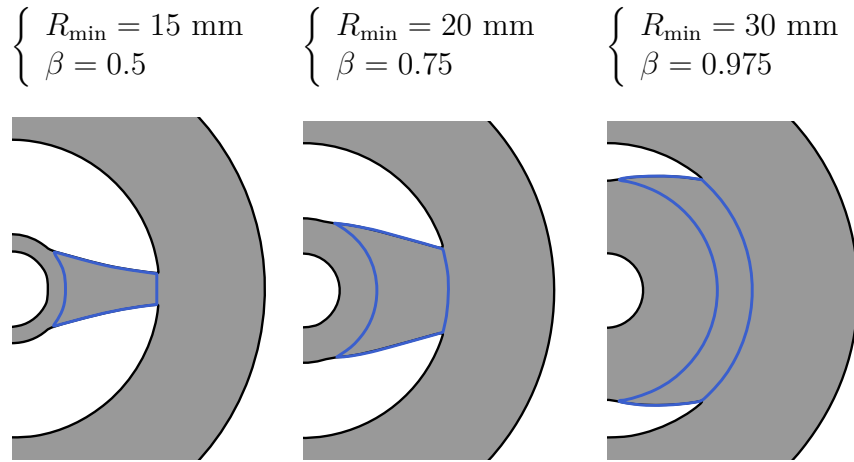 R_min = 15 mm
β = 0.5
R_min = 20 mm
β = 0.75
R_min = 30 mm
β = 0.975